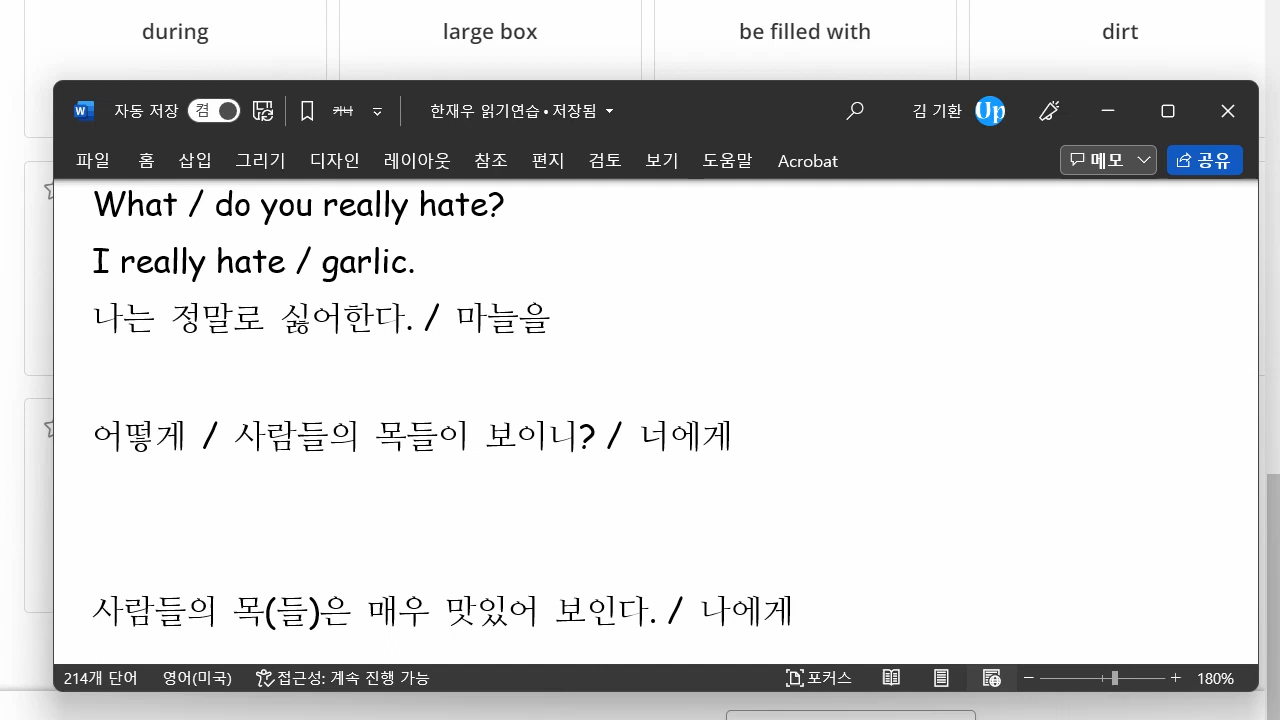 during large box be filled with dirt
자동 저장 켬 가나 한재우 읽기연습 • 저장됨 김 기환 Up
파일 홈 삽입 그리기 디자인 레이아웃 참조 편지 검토 보기 도움말 Acrobat 메모 공유
What / do you really hate?
I really hate / garlic.
나는 정말로 싫어한다. / 마늘을
어떻게 / 사람들의 목들이 보이니? / 너에게
사람들의 목(들)은 매우 맛있어 보인다. / 나에게
214개 단어 영어(미국) 접근성: 계속 진행 가능 포커스 180%